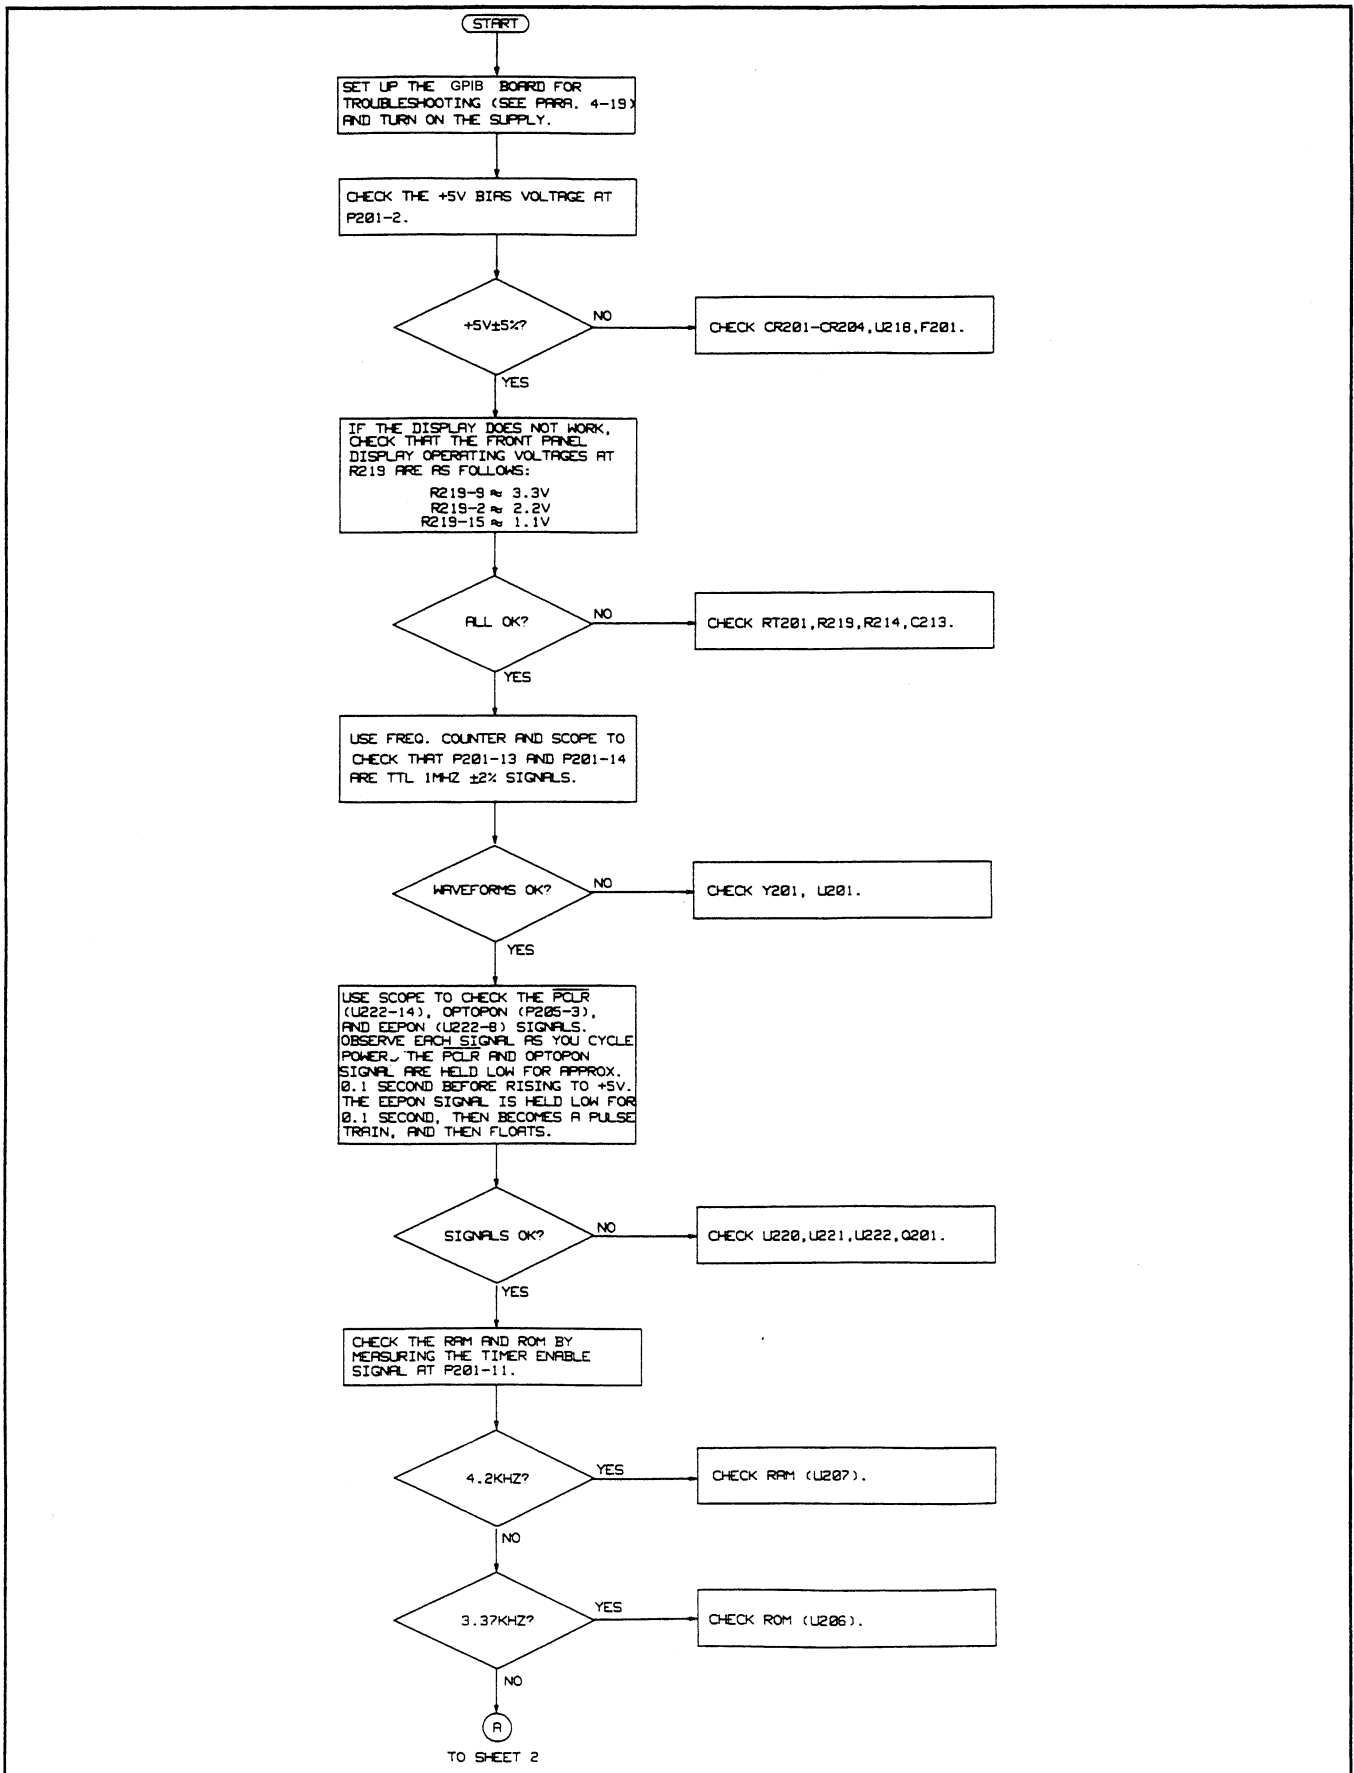 START
SET UP THE GPIB BOARD FOR
TROUBLESHOOTING (SEE PARA. 4-19)
AND TURN ON THE SUPPLY.
CHECK THE +5V BIAS VOLTAGE AT
P201-2.
+5V±5%?
NO
CHECK CR201-CR204,U218,F201.
YES
IF THE DISPLAY DOES NOT WORK,
CHECK THAT THE FRONT PANEL
DISPLAY OPERATING VOLTAGES AT
R219 ARE AS FOLLOWS:
R219-9 ≈ 3.3V
R219-2 ≈ 2.2V
R219-15 ≈ 1.1V
ALL OK?
NO
CHECK RT201,R219,R214,C213.
YES
USE FREQ. COUNTER AND SCOPE TO
CHECK THAT P201-13 AND P201-14
ARE TTL 1MHZ ±2% SIGNALS.
WAVEFORMS OK?
NO
CHECK Y201, U201.
YES
USE SCOPE TO CHECK THE P̅C̅L̅R̅
(U222-14), OPTOPON (P205-3),
AND EEPON (U222-8) SIGNALS.
OBSERVE EACH SIGNAL AS YOU CYCLE
POWER. THE P̅C̅L̅R̅ AND OPTOPON
SIGNAL ARE HELD LOW FOR APPROX.
0.1 SECOND BEFORE RISING TO +5V.
THE EEPON SIGNAL IS HELD LOW FOR
0.1 SECOND, THEN BECOMES A PULSE
TRAIN, AND THEN FLOATS.
SIGNALS OK?
NO
CHECK U220,U221,U222,Q201.
YES
CHECK THE RAM AND ROM BY
MEASURING THE TIMER ENABLE
SIGNAL AT P201-11.
4.2KHZ?
YES
CHECK RAM (U207).
NO
3.37KHZ?
YES
CHECK ROM (U206).
NO
A
TO SHEET 2